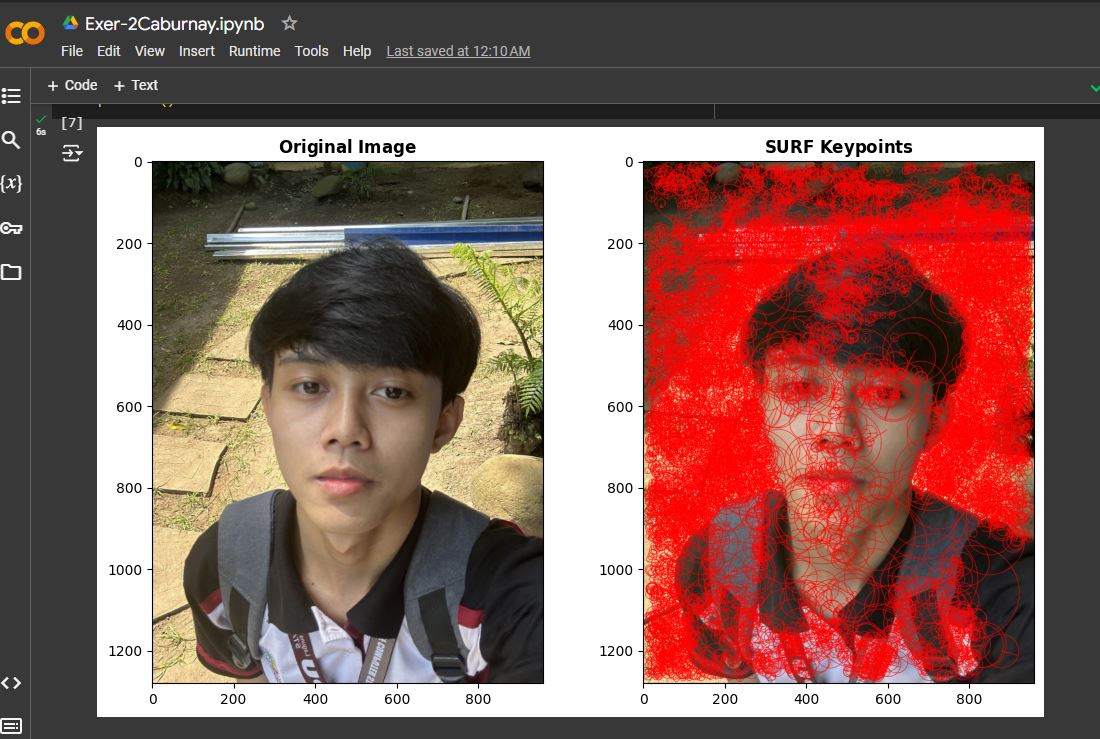 Exer-2Caburnay.ipynb
File Edit View Insert Runtime Tools Help Last saved at 12:10 AM
+ Code + Text
[7]
6s
{x}
Original Image
SURF Keypoints
0
200
400
600
800
1000
1200
0 200 400 600 800
0
200
400
600
800
1000
1200
0 200 400 600 800